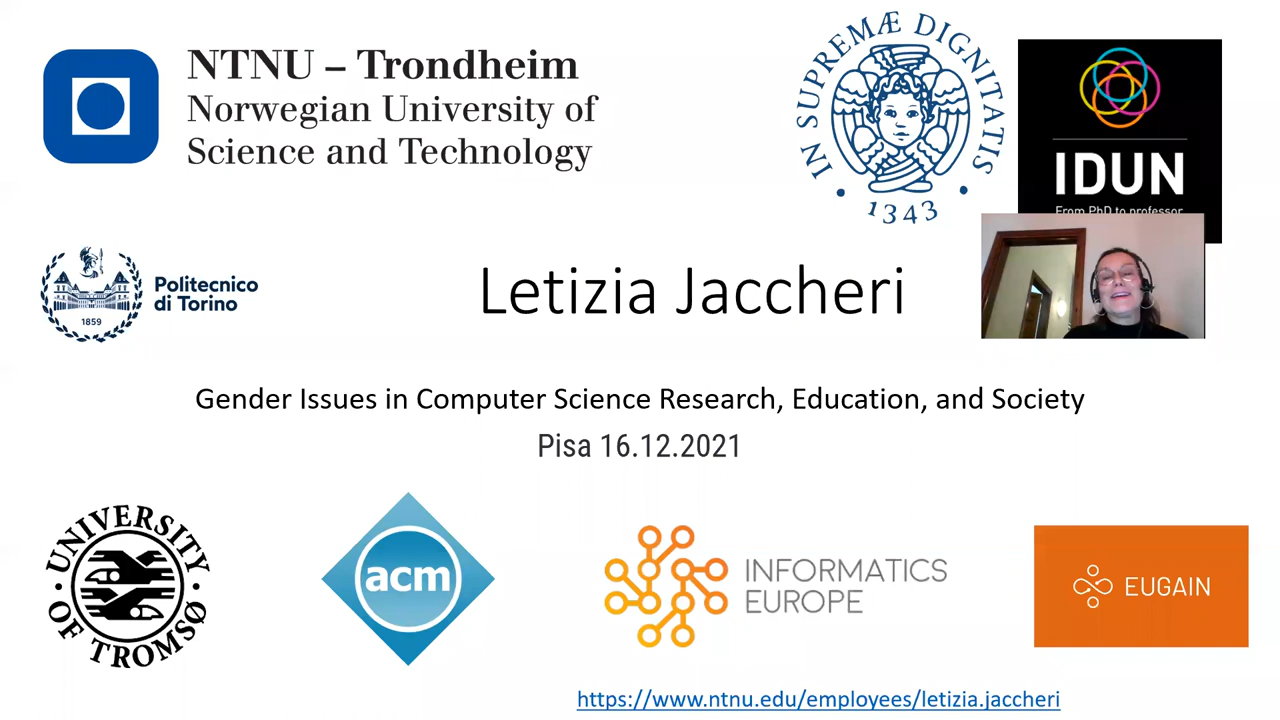 NTNU – Trondheim
Norwegian University of
Science and Technology
IN SUPREMÆ DIGNITATIS
· 1343 ·
IDUN
From PhD to professor
1859
Politecnico
di Torino
Letizia Jaccheri
Gender Issues in Computer Science Research, Education, and Society
Pisa 16.12.2021
UNIVERSITY
· OF TROMSØ ·
acm
INFORMATICS
EUROPE
EUGAIN
https://www.ntnu.edu/employees/letizia.jaccheri